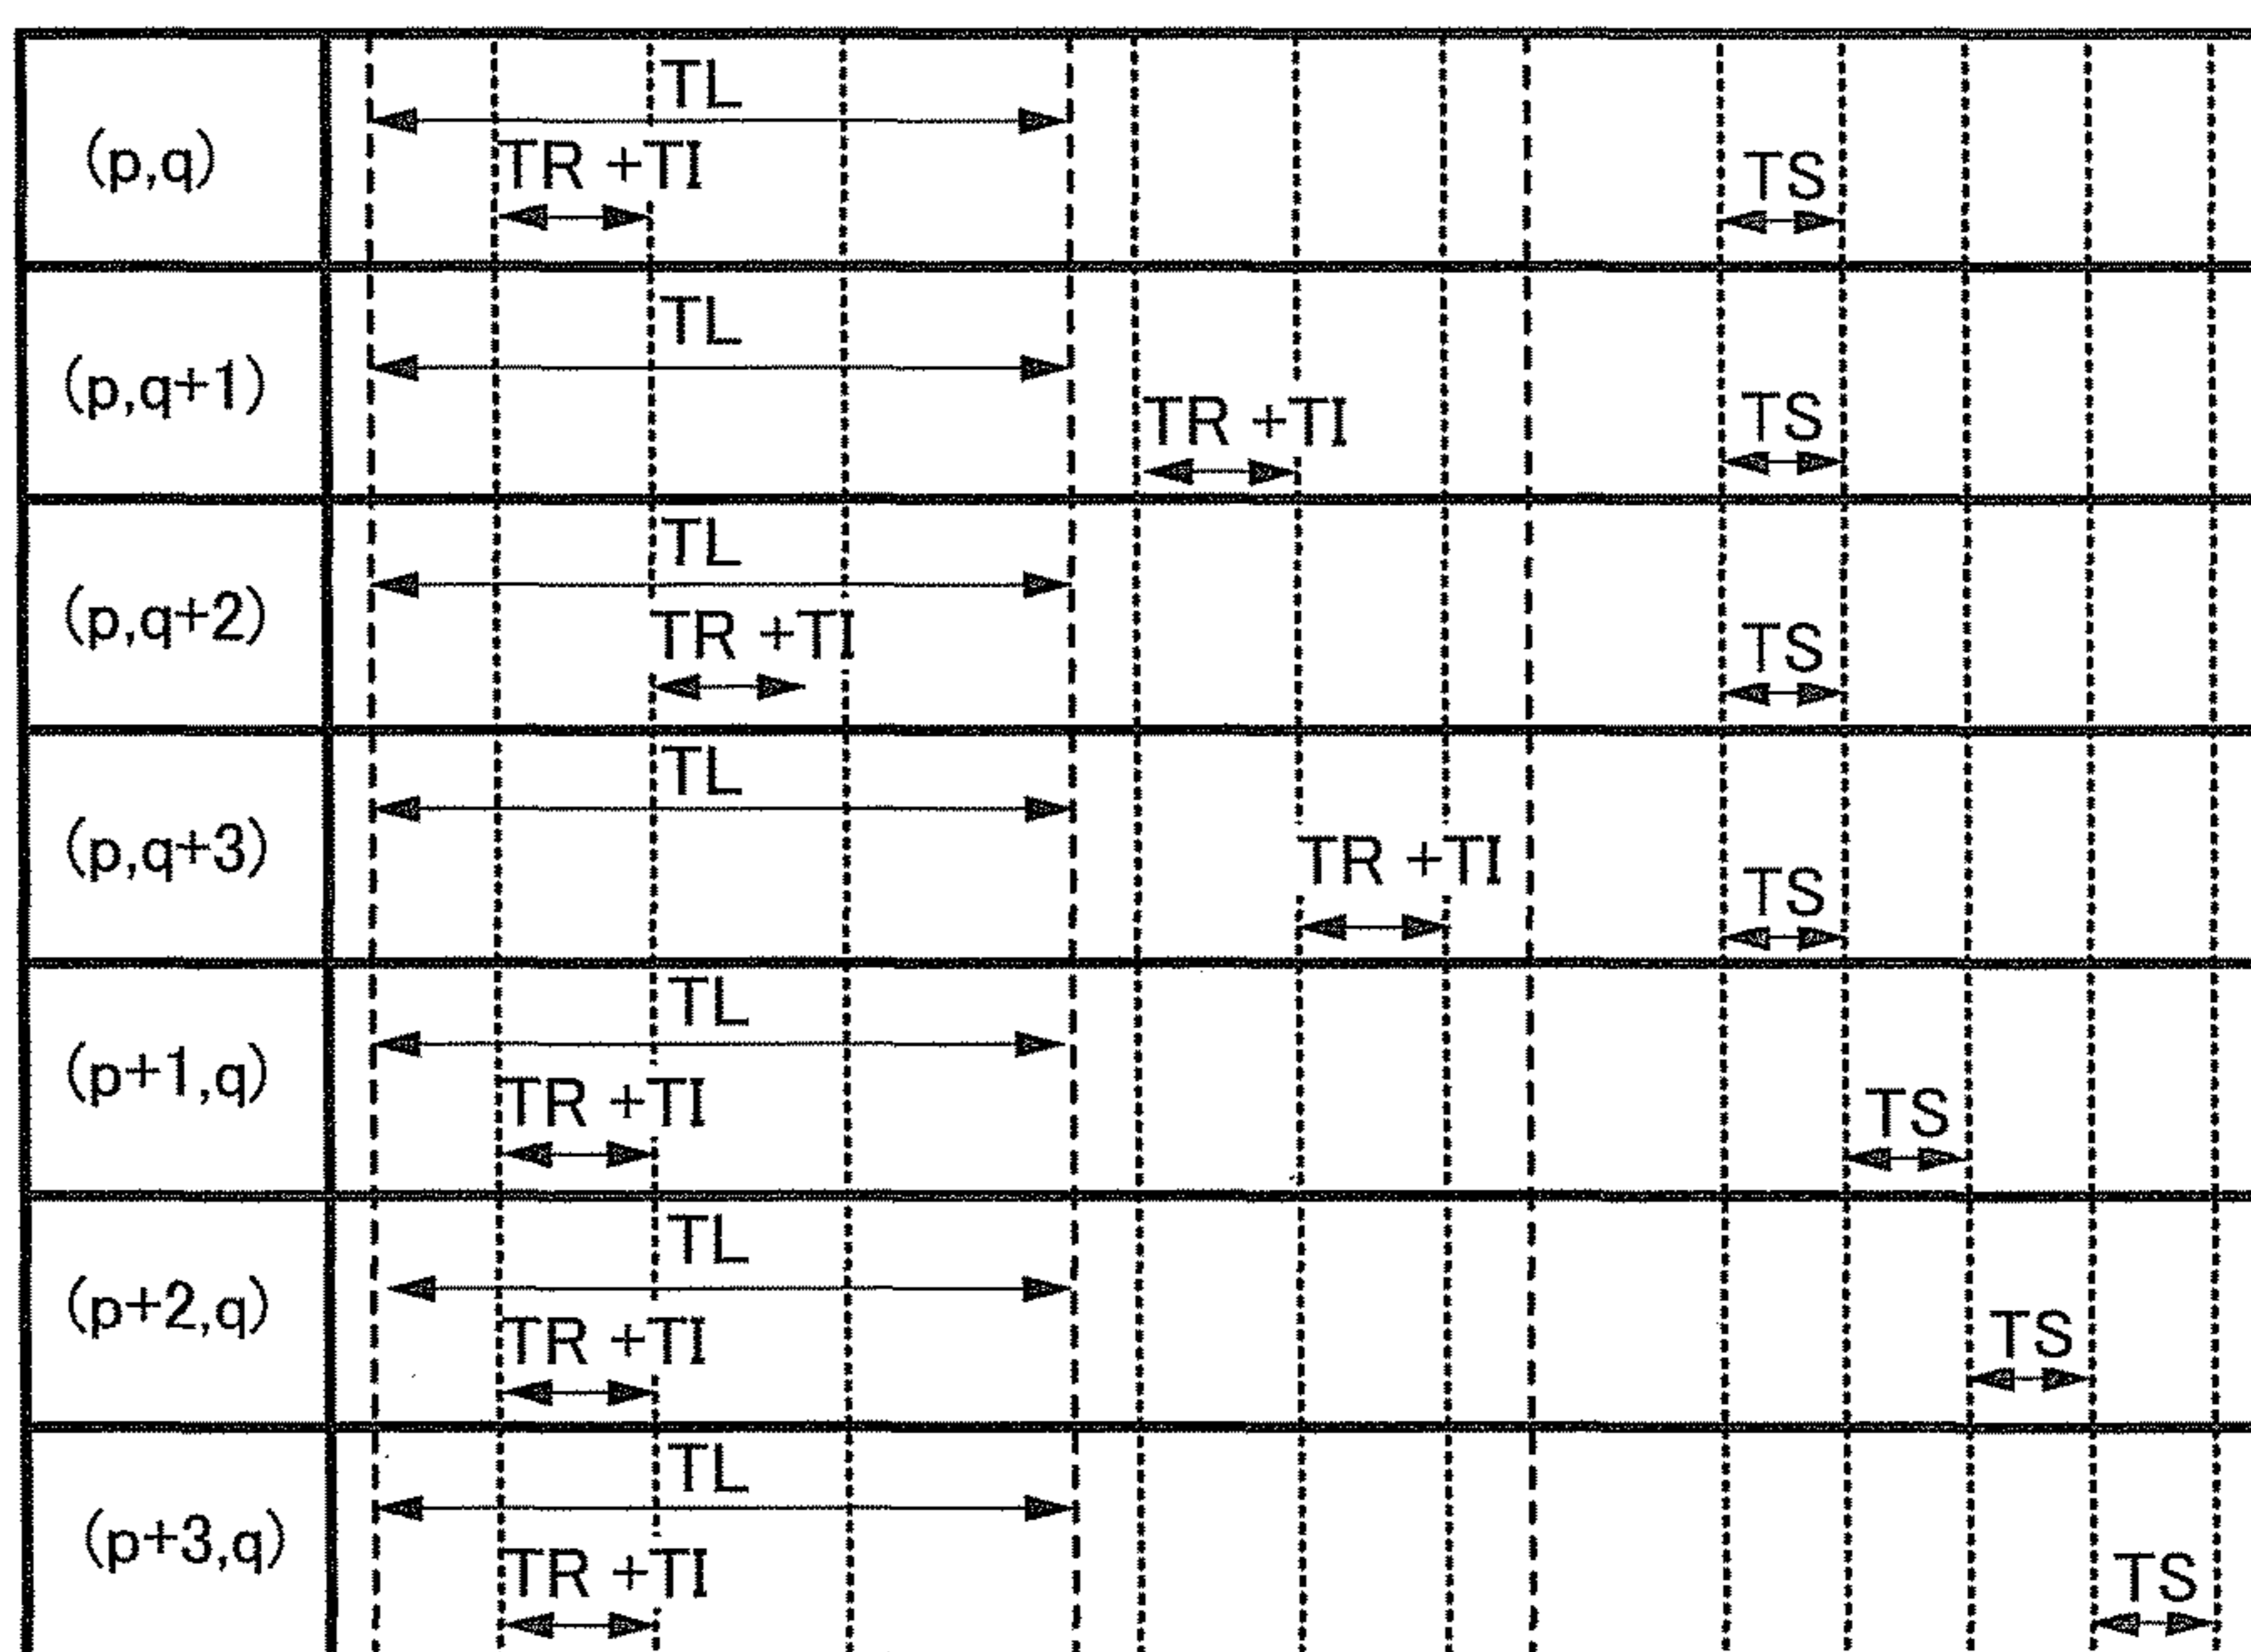 (p,q)
TL
TR +TI
TS
(p,q+1)
TL
TR +TI
TS
(p,q+2)
TL
TR +TI
TS
(p,q+3)
TL
TR +TI
TS
(p+1,q)
TL
TR +TI
TS
(p+2,q)
TL
TR +TI
TS
(p+3,q)
TL
TR +TI
TS